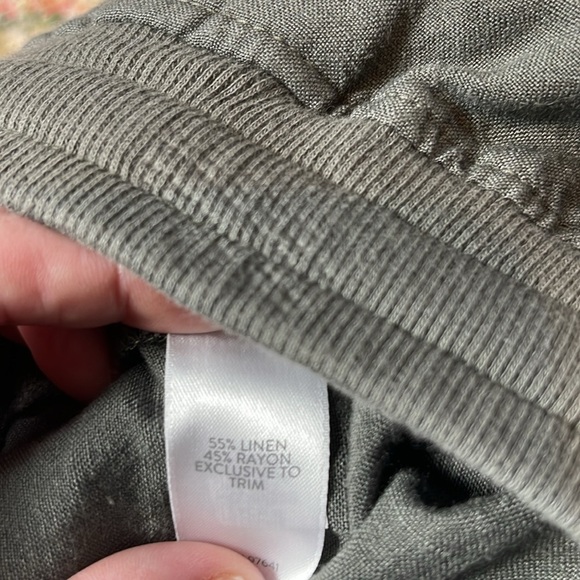 55% LINEN
45% RAYON
EXCLUSIVE TO
TRIM